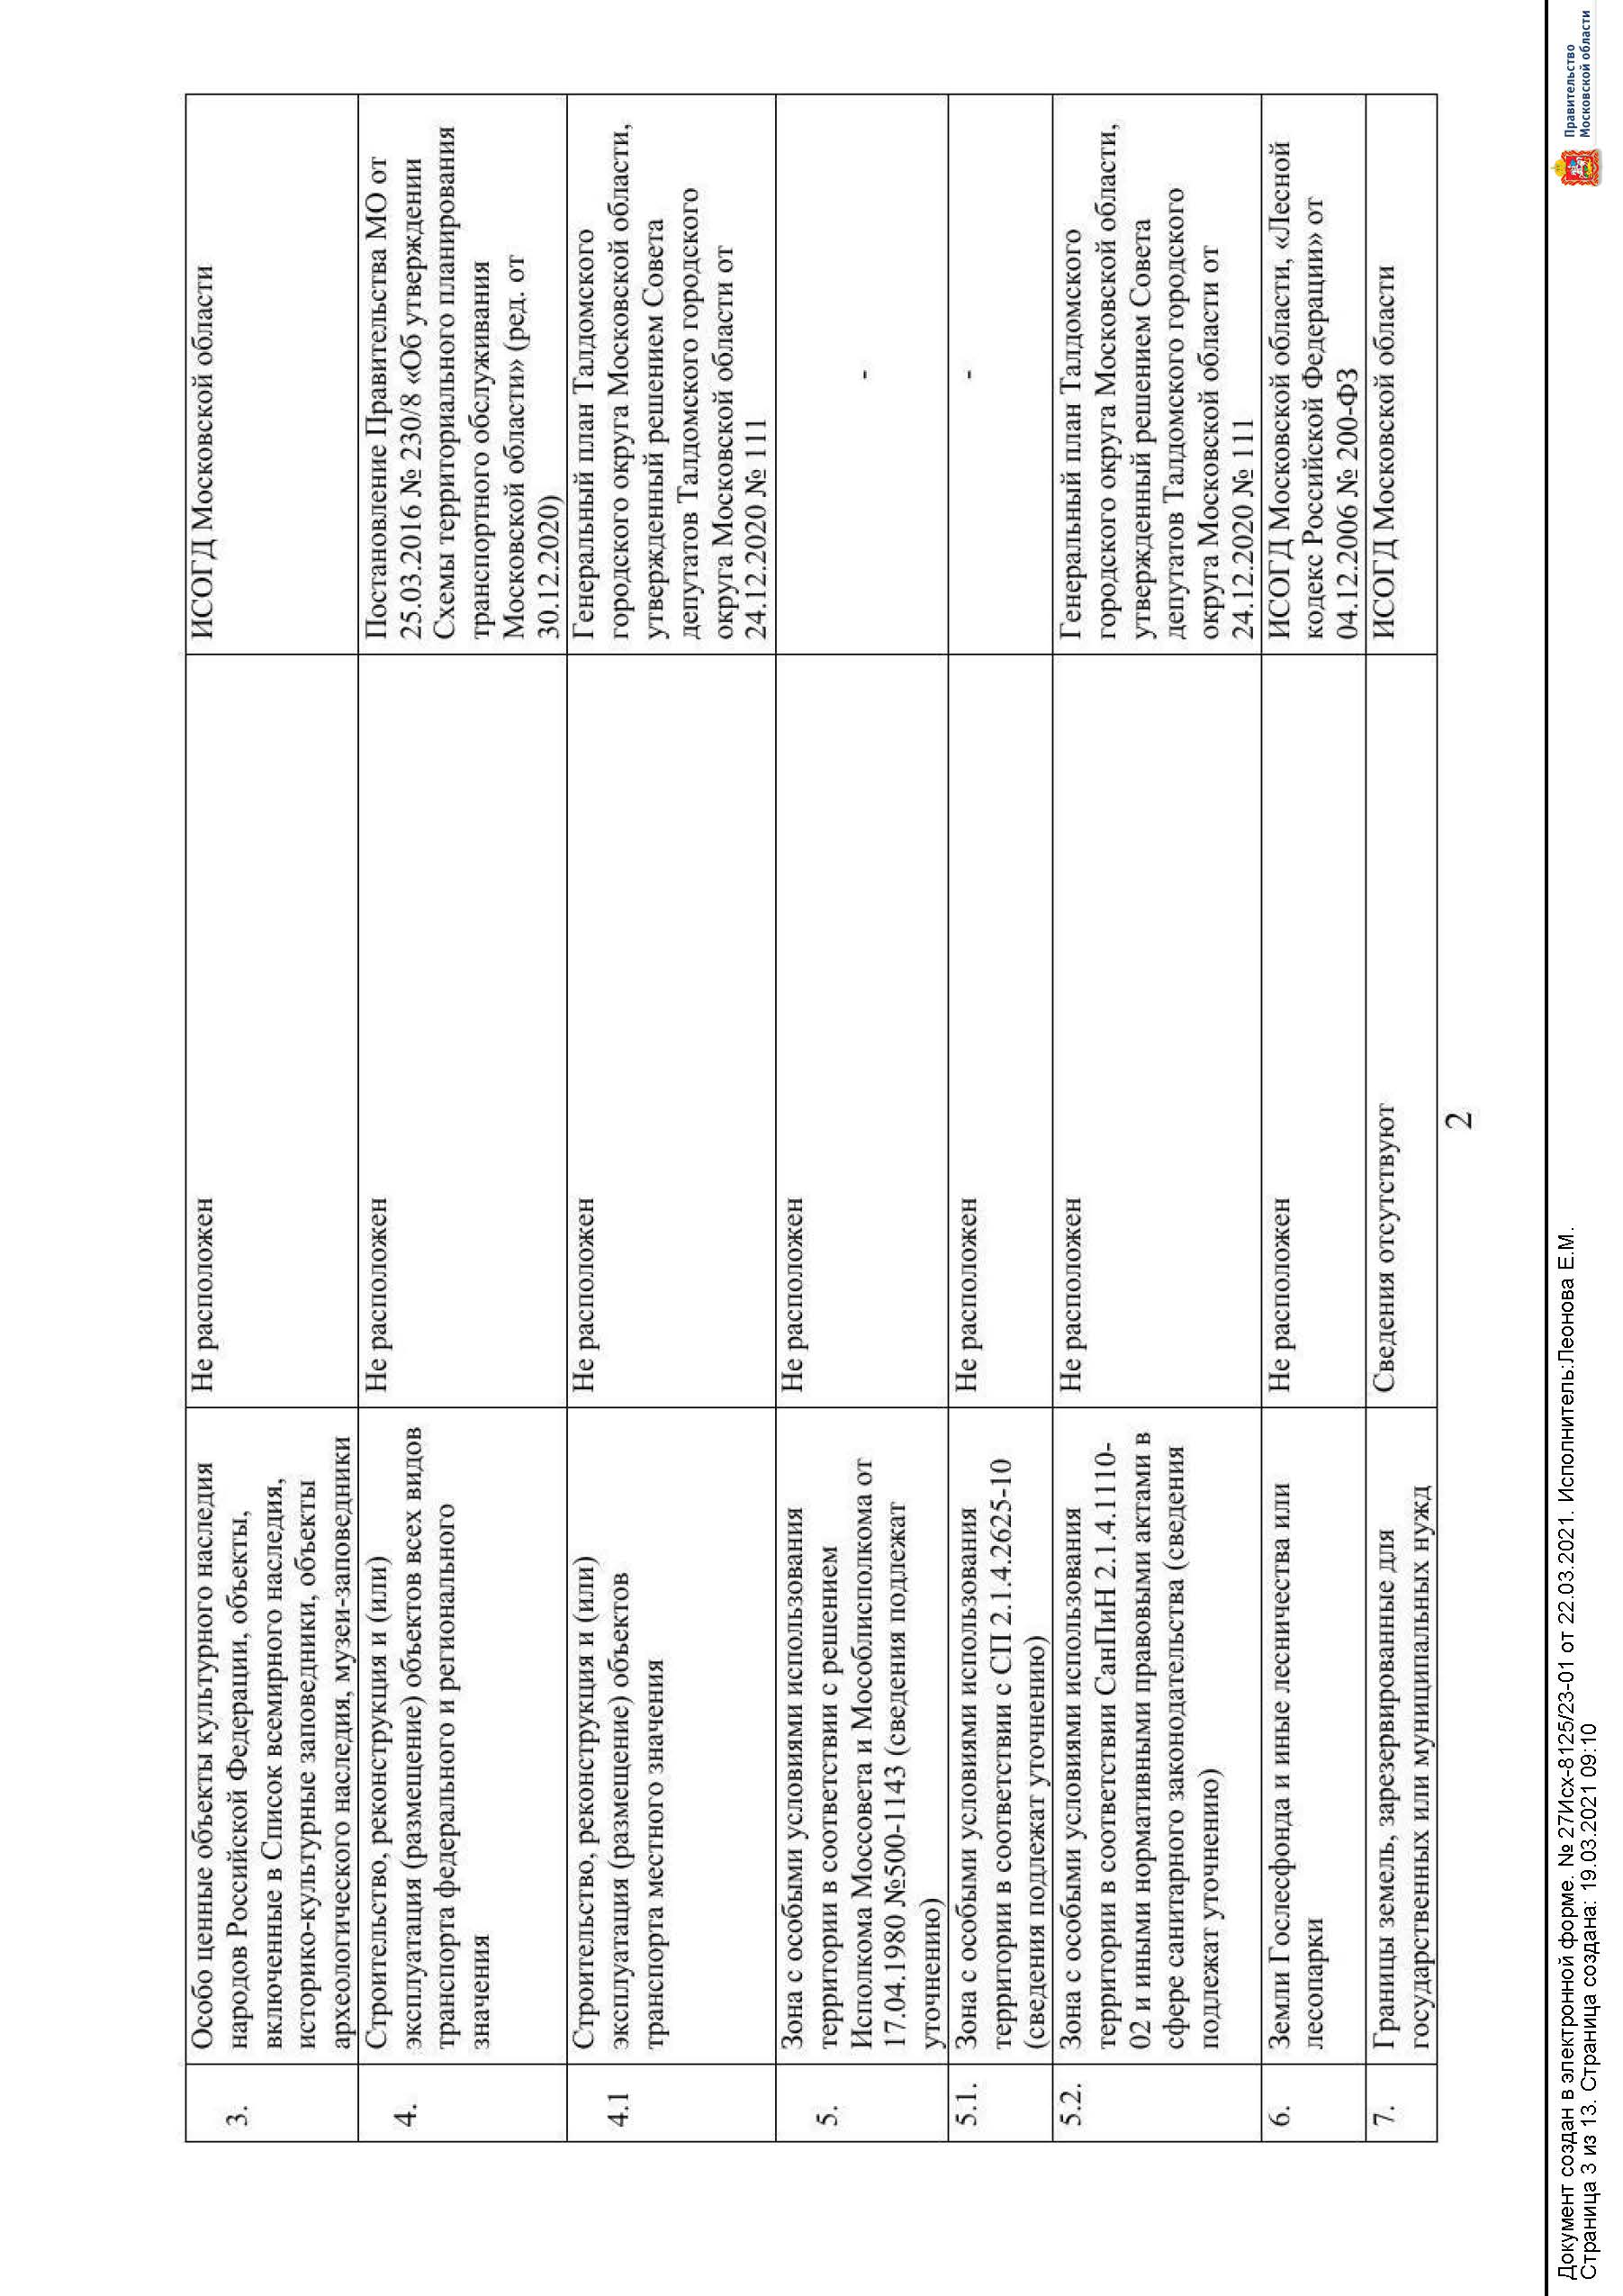 3.
Особо ценные объекты культурного наследия
народов Российской Федерации, объекты,
включенные в Список всемирного наследия,
историко-культурные заповедники, объекты
археологического наследия, музеи-заповедники
Не расположен
ИСОГД Московской области
4.
Строительство, реконструкция и (или)
эксплуатация (размещение) объектов всех видов
транспорта федерального и регионального
значения
Не расположен
Постановление Правительства МО от
25.03.2016 № 230/8 «Об утверждении
Схемы территориального планирования
транспортного обслуживания
Московской области» (ред. от
30.12.2020)
4.1
Строительство, реконструкция и (или)
эксплуатация (размещение) объектов
транспорта местного значения
Не расположен
Генеральный план Талдомского
городского округа Московской области,
утвержденный решением Совета
депутатов Талдомского городского
округа Московской области от
24.12.2020 № 111
5.
Зона с особыми условиями использования
территории в соответствии с решением
Исполкома Моссовета и Мособлисполкома от
17.04.1980 №500-1143 (сведения подлежат
уточнению)
Не расположен
-
5.1.
Зона с особыми условиями использования
территории в соответствии с СП 2.1.4.2625-10
(сведения подлежат уточнению)
Не расположен
-
5.2.
Зона с особыми условиями использования
территории в соответствии СанПиН 2.1.4.1110-
02 и иными нормативными правовыми актами в
сфере санитарного законодательства (сведения
подлежат уточнению)
Не расположен
Генеральный план Талдомского
городского округа Московской области,
утвержденный решением Совета
депутатов Талдомского городского
округа Московской области от
24.12.2020 № 111
6.
Земли Гослесфонда и иные лесничества или
лесопарки
Не расположен
ИСОГД Московской области, «Лесной
кодекс Российской Федерации» от
04.12.2006 № 200-ФЗ
7.
Границы земель, зарезервированные для
государственных или муниципальных нужд
Сведения отсутствуют
ИСОГД Московской области
2
Документ создан в электронной форме. № 27Исх-8125/23-01 от 22.03.2021. Исполнитель:Леонова Е.М.
Страница 3 из 13. Страница создана: 19.03.2021 09:10
Правительство
Московской области